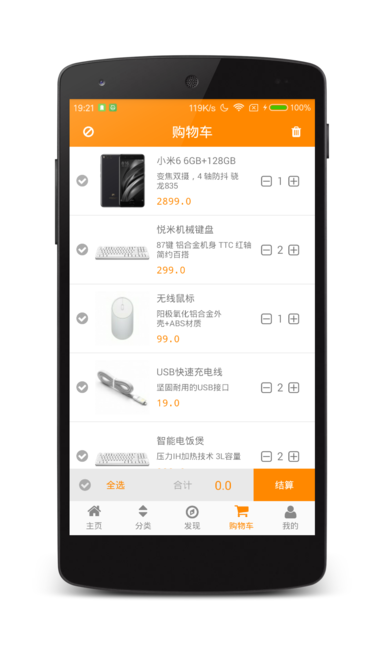 19:21 119K/s 100%
购物车
小米6 6GB+128GB
变焦双摄，4 轴防抖 骁
龙835
2899.0
1
悦米机械键盘
87键 铝合金机身 TTC 红轴
简约百搭
299.0
2
无线鼠标
阳极氧化铝合金外
壳+ABS材质
99.0
1
USB快速充电线
坚固耐用的USB接口
19.0
2
智能电饭煲
压力IH加热技术 3L容量
2
全选 合计 0.0 结算
主页 分类 发现 购物车 我的